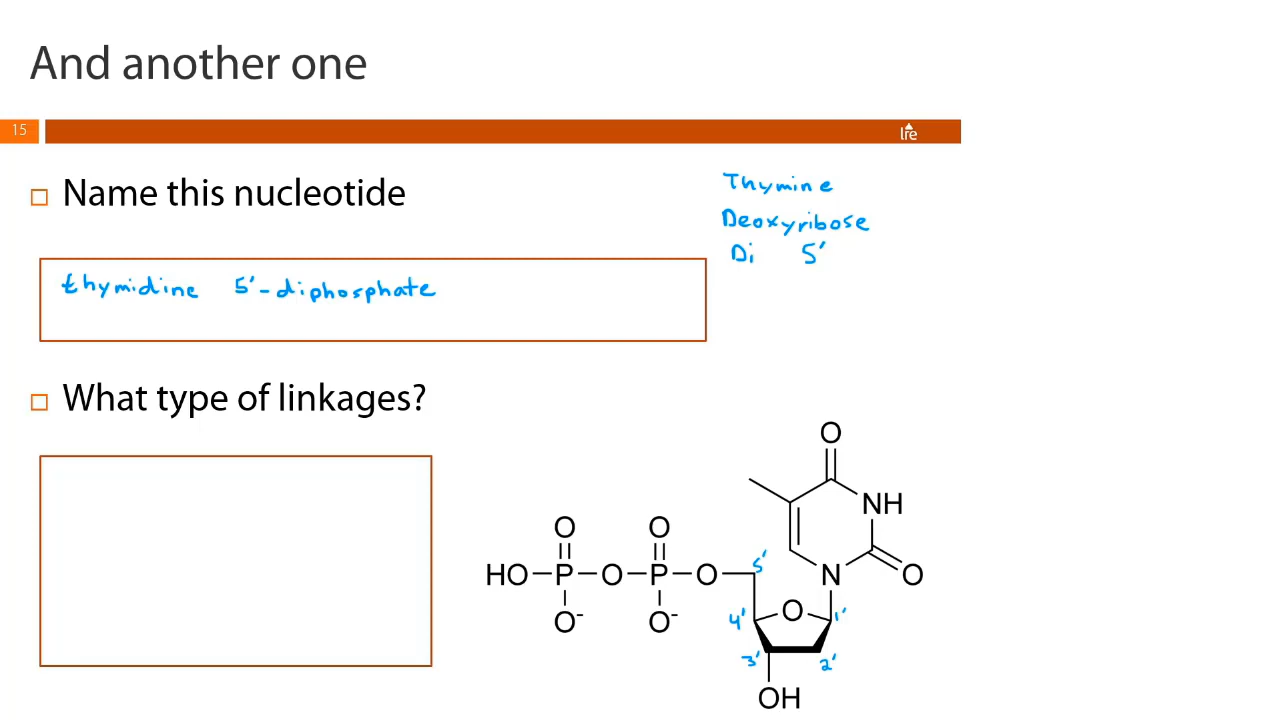 And another one
15
lre
Name this nucleotide
Thymine
Deoxyribose
Di 5'
thymidine 5'-diphosphate
What type of linkages?
O
NH
O O 5'
HO P O P O N O
O- O- 4' O 1'
3' 2'
OH